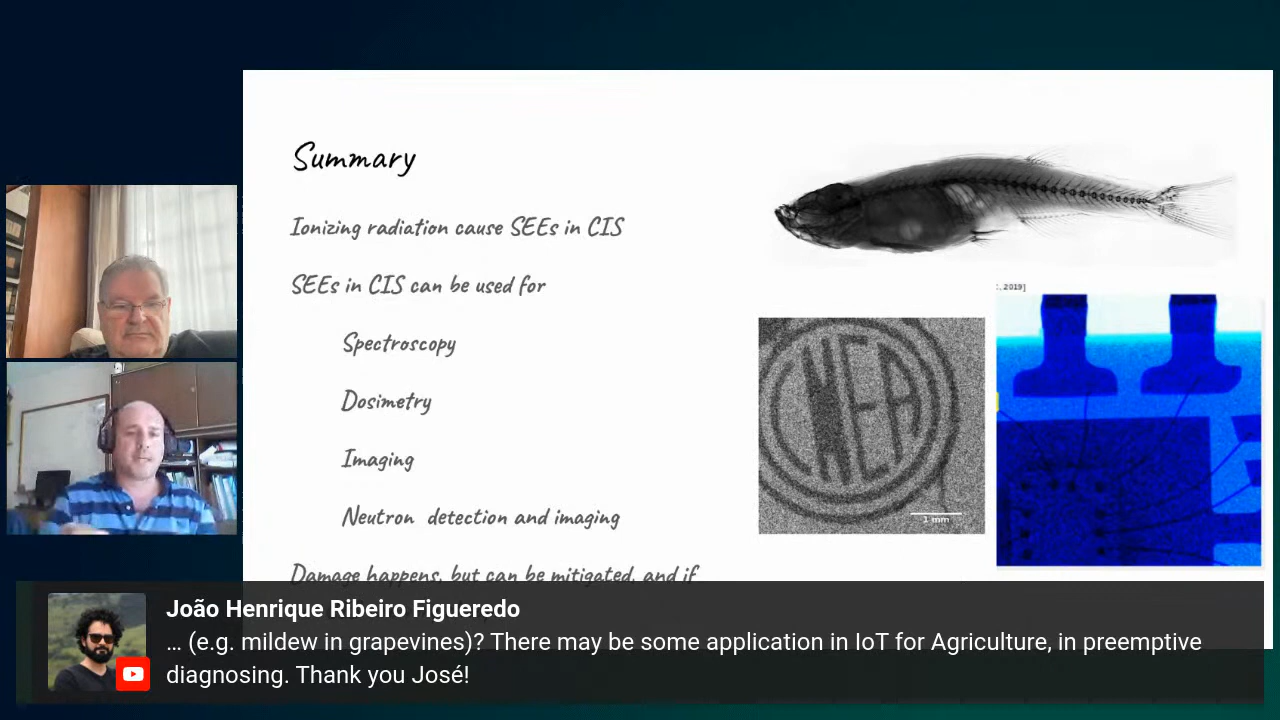 Summary
Ionizing radiation cause SEEs in CIS
SEEs in CIS can be used for
Spectroscopy
Dosimetry
Imaging
Neutron detection and imaging
Damage happens, but can be mitigated, and if
, 2019]
NEA
1 mm
João Henrique Ribeiro Figueredo
… (e.g. mildew in grapevines)? There may be some application in IoT for Agriculture, in preemptive
diagnosing. Thank you José!